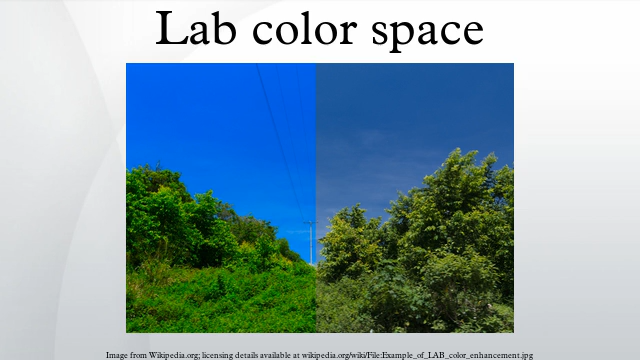 Lab color space
Image from Wikipedia.org; licensing details available at wikipedia.org/wiki/File:Example_of_LAB_color_enhancement.jpg